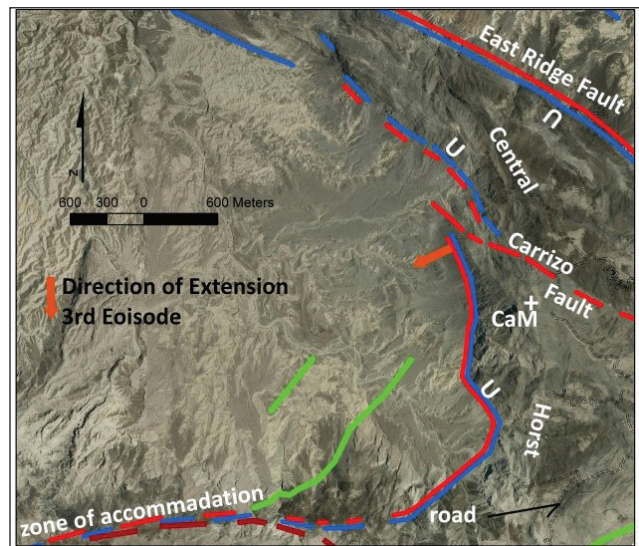 East Ridge Fault
U
Central
U
Z
600 300 0 600 Meters
Carrizo
Fault
Direction of Extension
3rd Eoisode
CaM
U
Horst
zone of accommadation
road